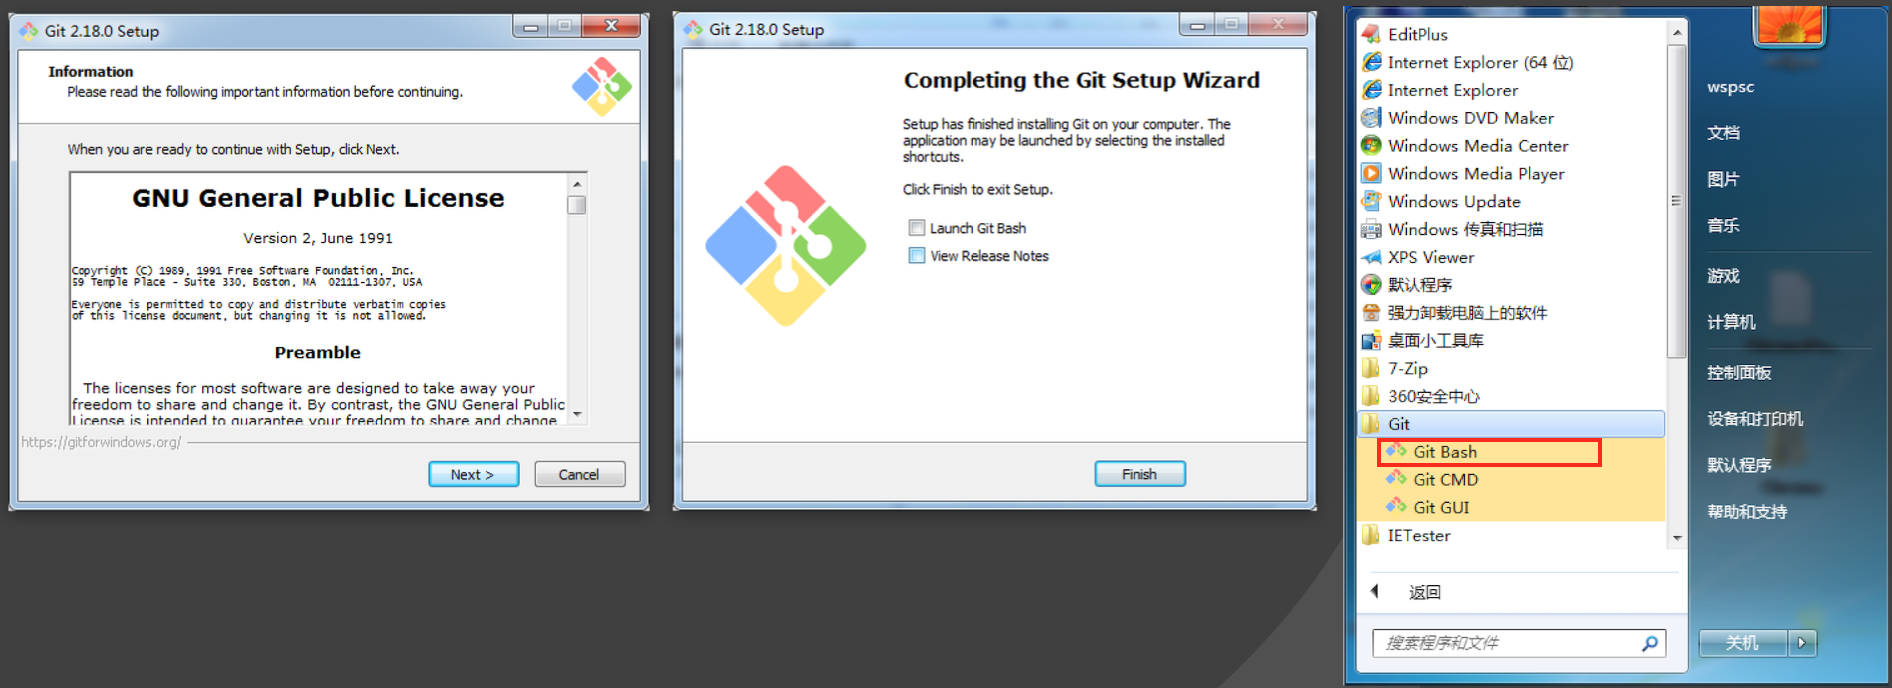 Git 2.18.0 Setup
Information
Please read the following important information before continuing.
When you are ready to continue with Setup, click Next.
GNU General Public License
Version 2, June 1991
Copyright (C) 1989, 1991 Free Software Foundation, Inc.
59 Temple Place - Suite 330, Boston, MA  02111-1307, USA
Everyone is permitted to copy and distribute verbatim copies
of this license document, but changing it is not allowed.
Preamble
The licenses for most software are designed to take away your
freedom to share and change it. By contrast, the GNU General Public
License is intended to guarantee your freedom to share and change
https://gitforwindows.org/
Next >
Cancel
Git 2.18.0 Setup
Completing the Git Setup Wizard
Setup has finished installing Git on your computer. The
application may be launched by selecting the installed
shortcuts.
Click Finish to exit Setup.
Launch Git Bash
View Release Notes
Finish
EditPlus
Internet Explorer (64 位)
Internet Explorer
Windows DVD Maker
Windows Media Center
Windows Media Player
Windows Update
Windows 传真和扫描
XPS Viewer
默认程序
强力卸载电脑上的软件
桌面小工具库
7-Zip
360安全中心
Git
Git Bash
Git CMD
Git GUI
IETester
返回
搜索程序和文件
wspsc
文档
图片
音乐
游戏
计算机
控制面板
设备和打印机
默认程序
帮助和支持
关机